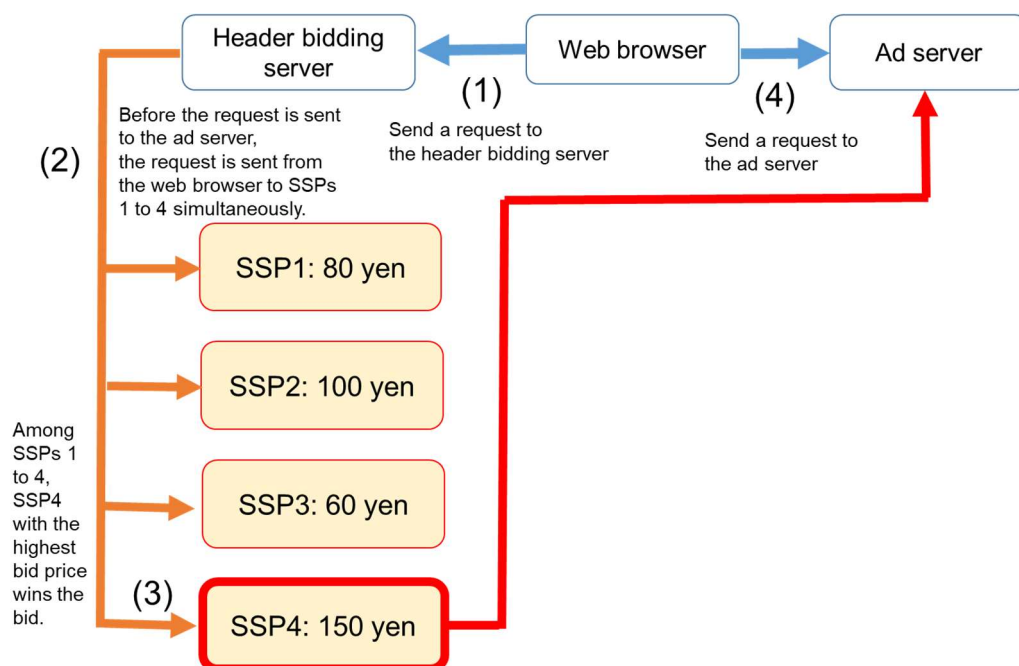 Header bidding
server
Web browser
Ad server
(1)
(4)
Send a request to
the header bidding server
Send a request to
the ad server
(2)
Before the request is sent
to the ad server,
the request is sent from
the web browser to SSPs
1 to 4 simultaneously.
SSP1: 80 yen
SSP2: 100 yen
SSP3: 60 yen
Among
SSPs 1
to 4,
SSP4
with the
highest
bid price
wins the
bid.
(3)
SSP4: 150 yen